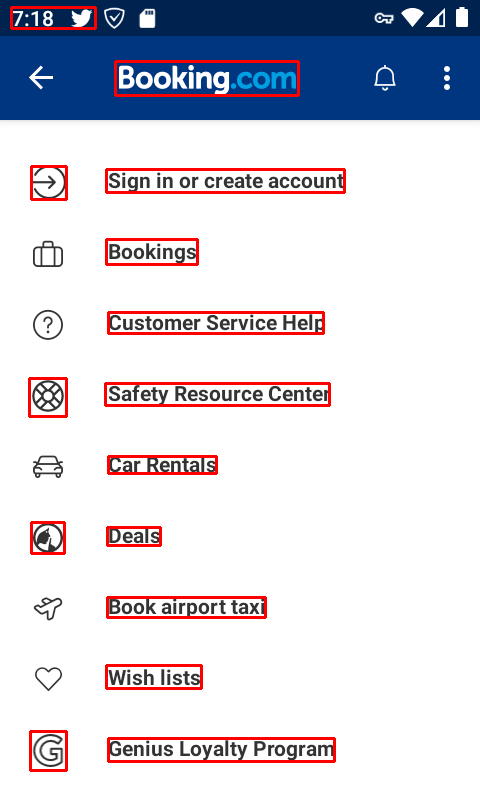 7:18
Booking.com
Sign in or create account
Bookings
Customer Service Help
Safety Resource Center
Car Rentals
Deals
Book airport taxi
Wish lists
Genius Loyalty Program